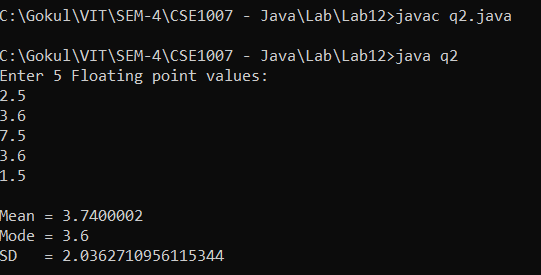 C:\Gokul\VIT\SEM-4\CSE1007 - Java\Lab\Lab12>javac q2.java
C:\Gokul\VIT\SEM-4\CSE1007 - Java\Lab\Lab12>java q2
Enter 5 Floating point values:
2.5
3.6
7.5
3.6
1.5
Mean = 3.7400002
Mode = 3.6
SD   = 2.0362710956115344